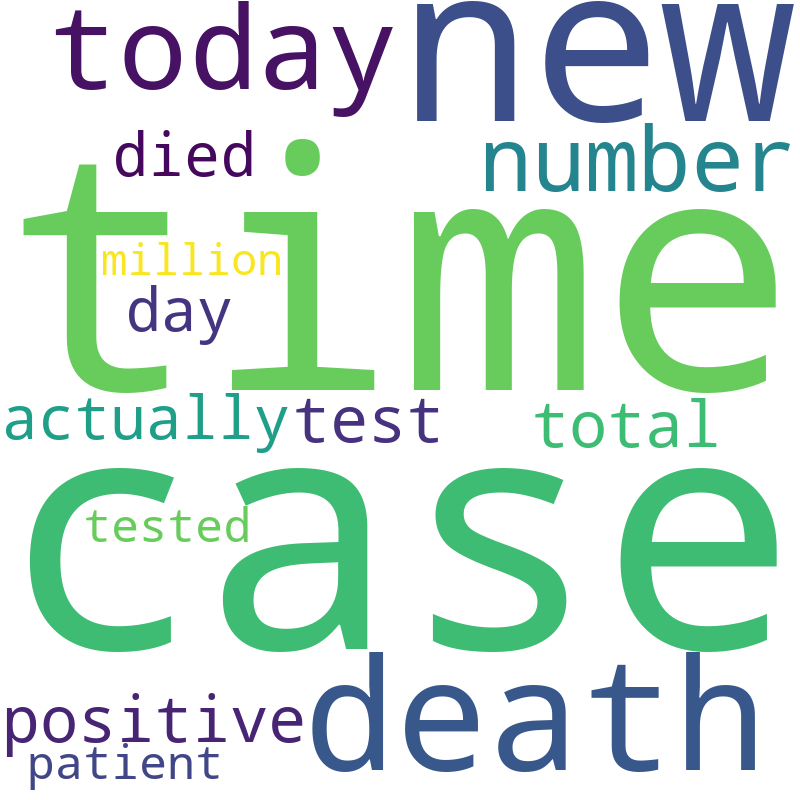 today new
died number
time
million
day
actually test total
case
tested
death
positive
patient